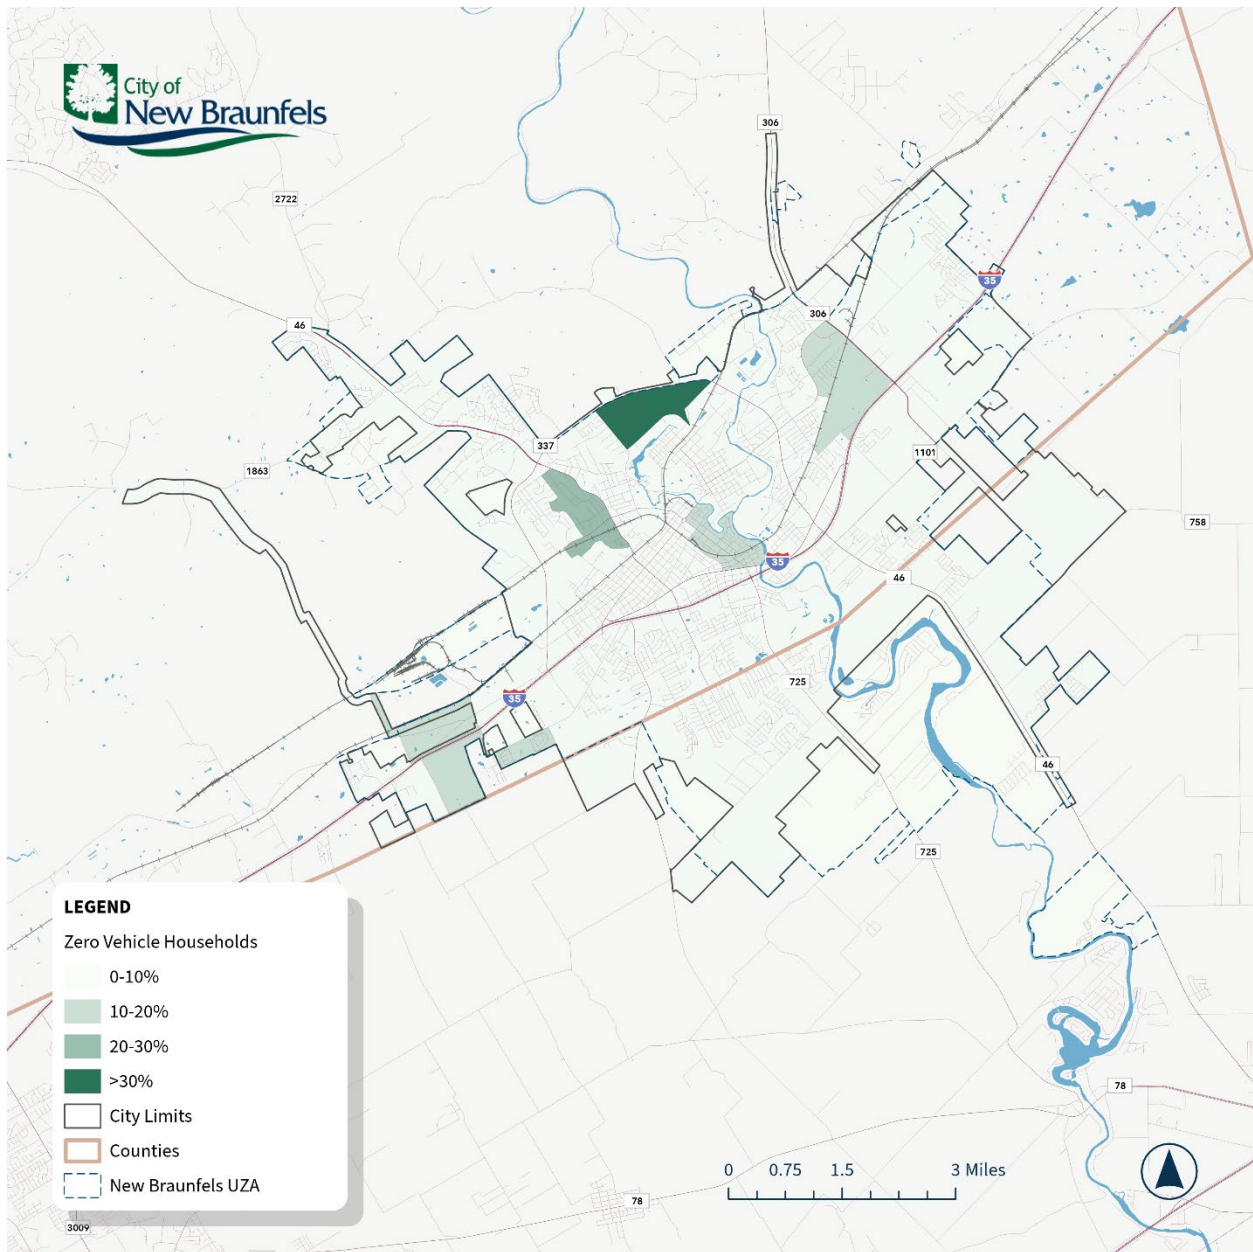 City of
New Braunfels
306
2722
35
46
306
337
1101
1863
758
35
46
725
35
46
725
LEGEND
Zero Vehicle Households
0-10%
10-20%
20-30%
>30%
City Limits
Counties
New Braunfels UZA
78
0 0.75 1.5 3 Miles
78
3009